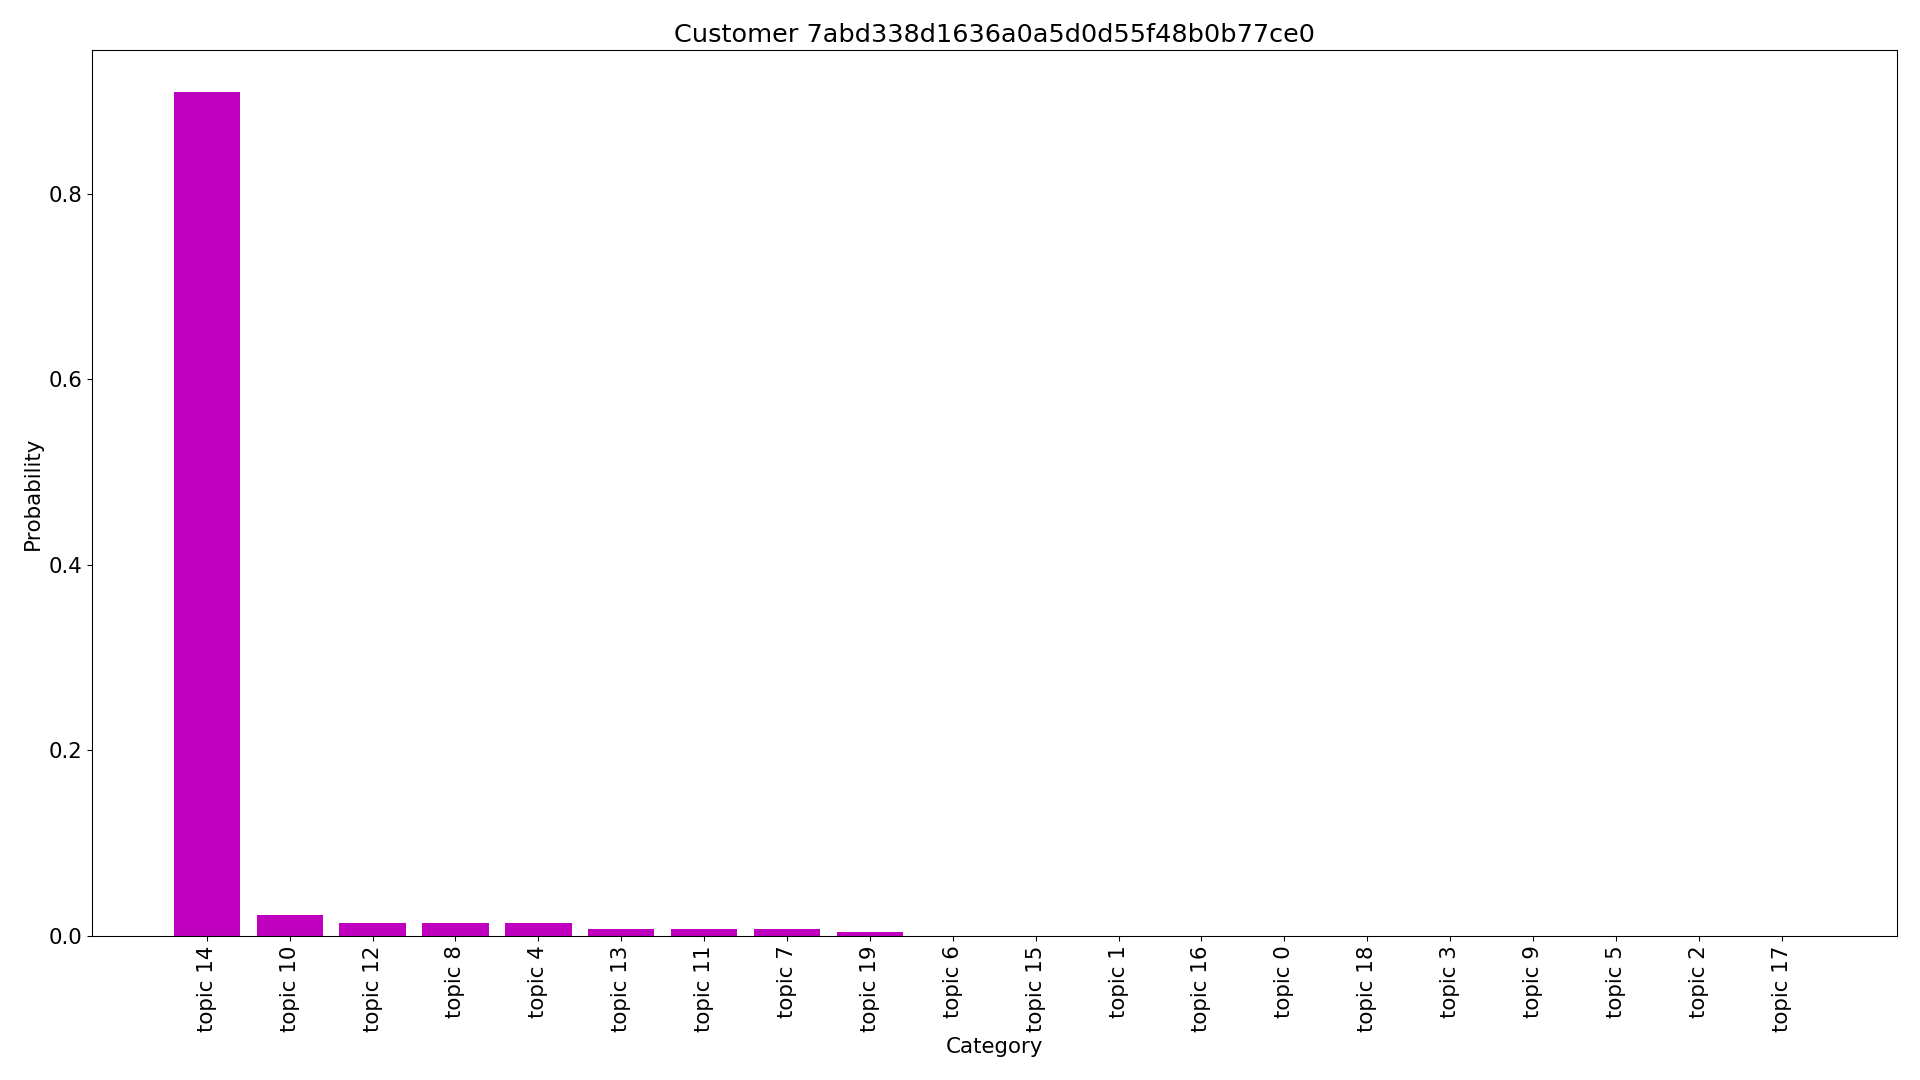 Customer 7abd338d1636a0a5d0d55f48b0b77ce0
Probability
0.8
0.6
0.4
0.2
0.0
topic 14
topic 10
topic 12
topic 8
topic 4
topic 13
topic 11
topic 7
topic 19
topic 6
topic 15
topic 1
topic 16
topic 0
topic 18
topic 3
topic 9
topic 5
topic 2
topic 17
Category